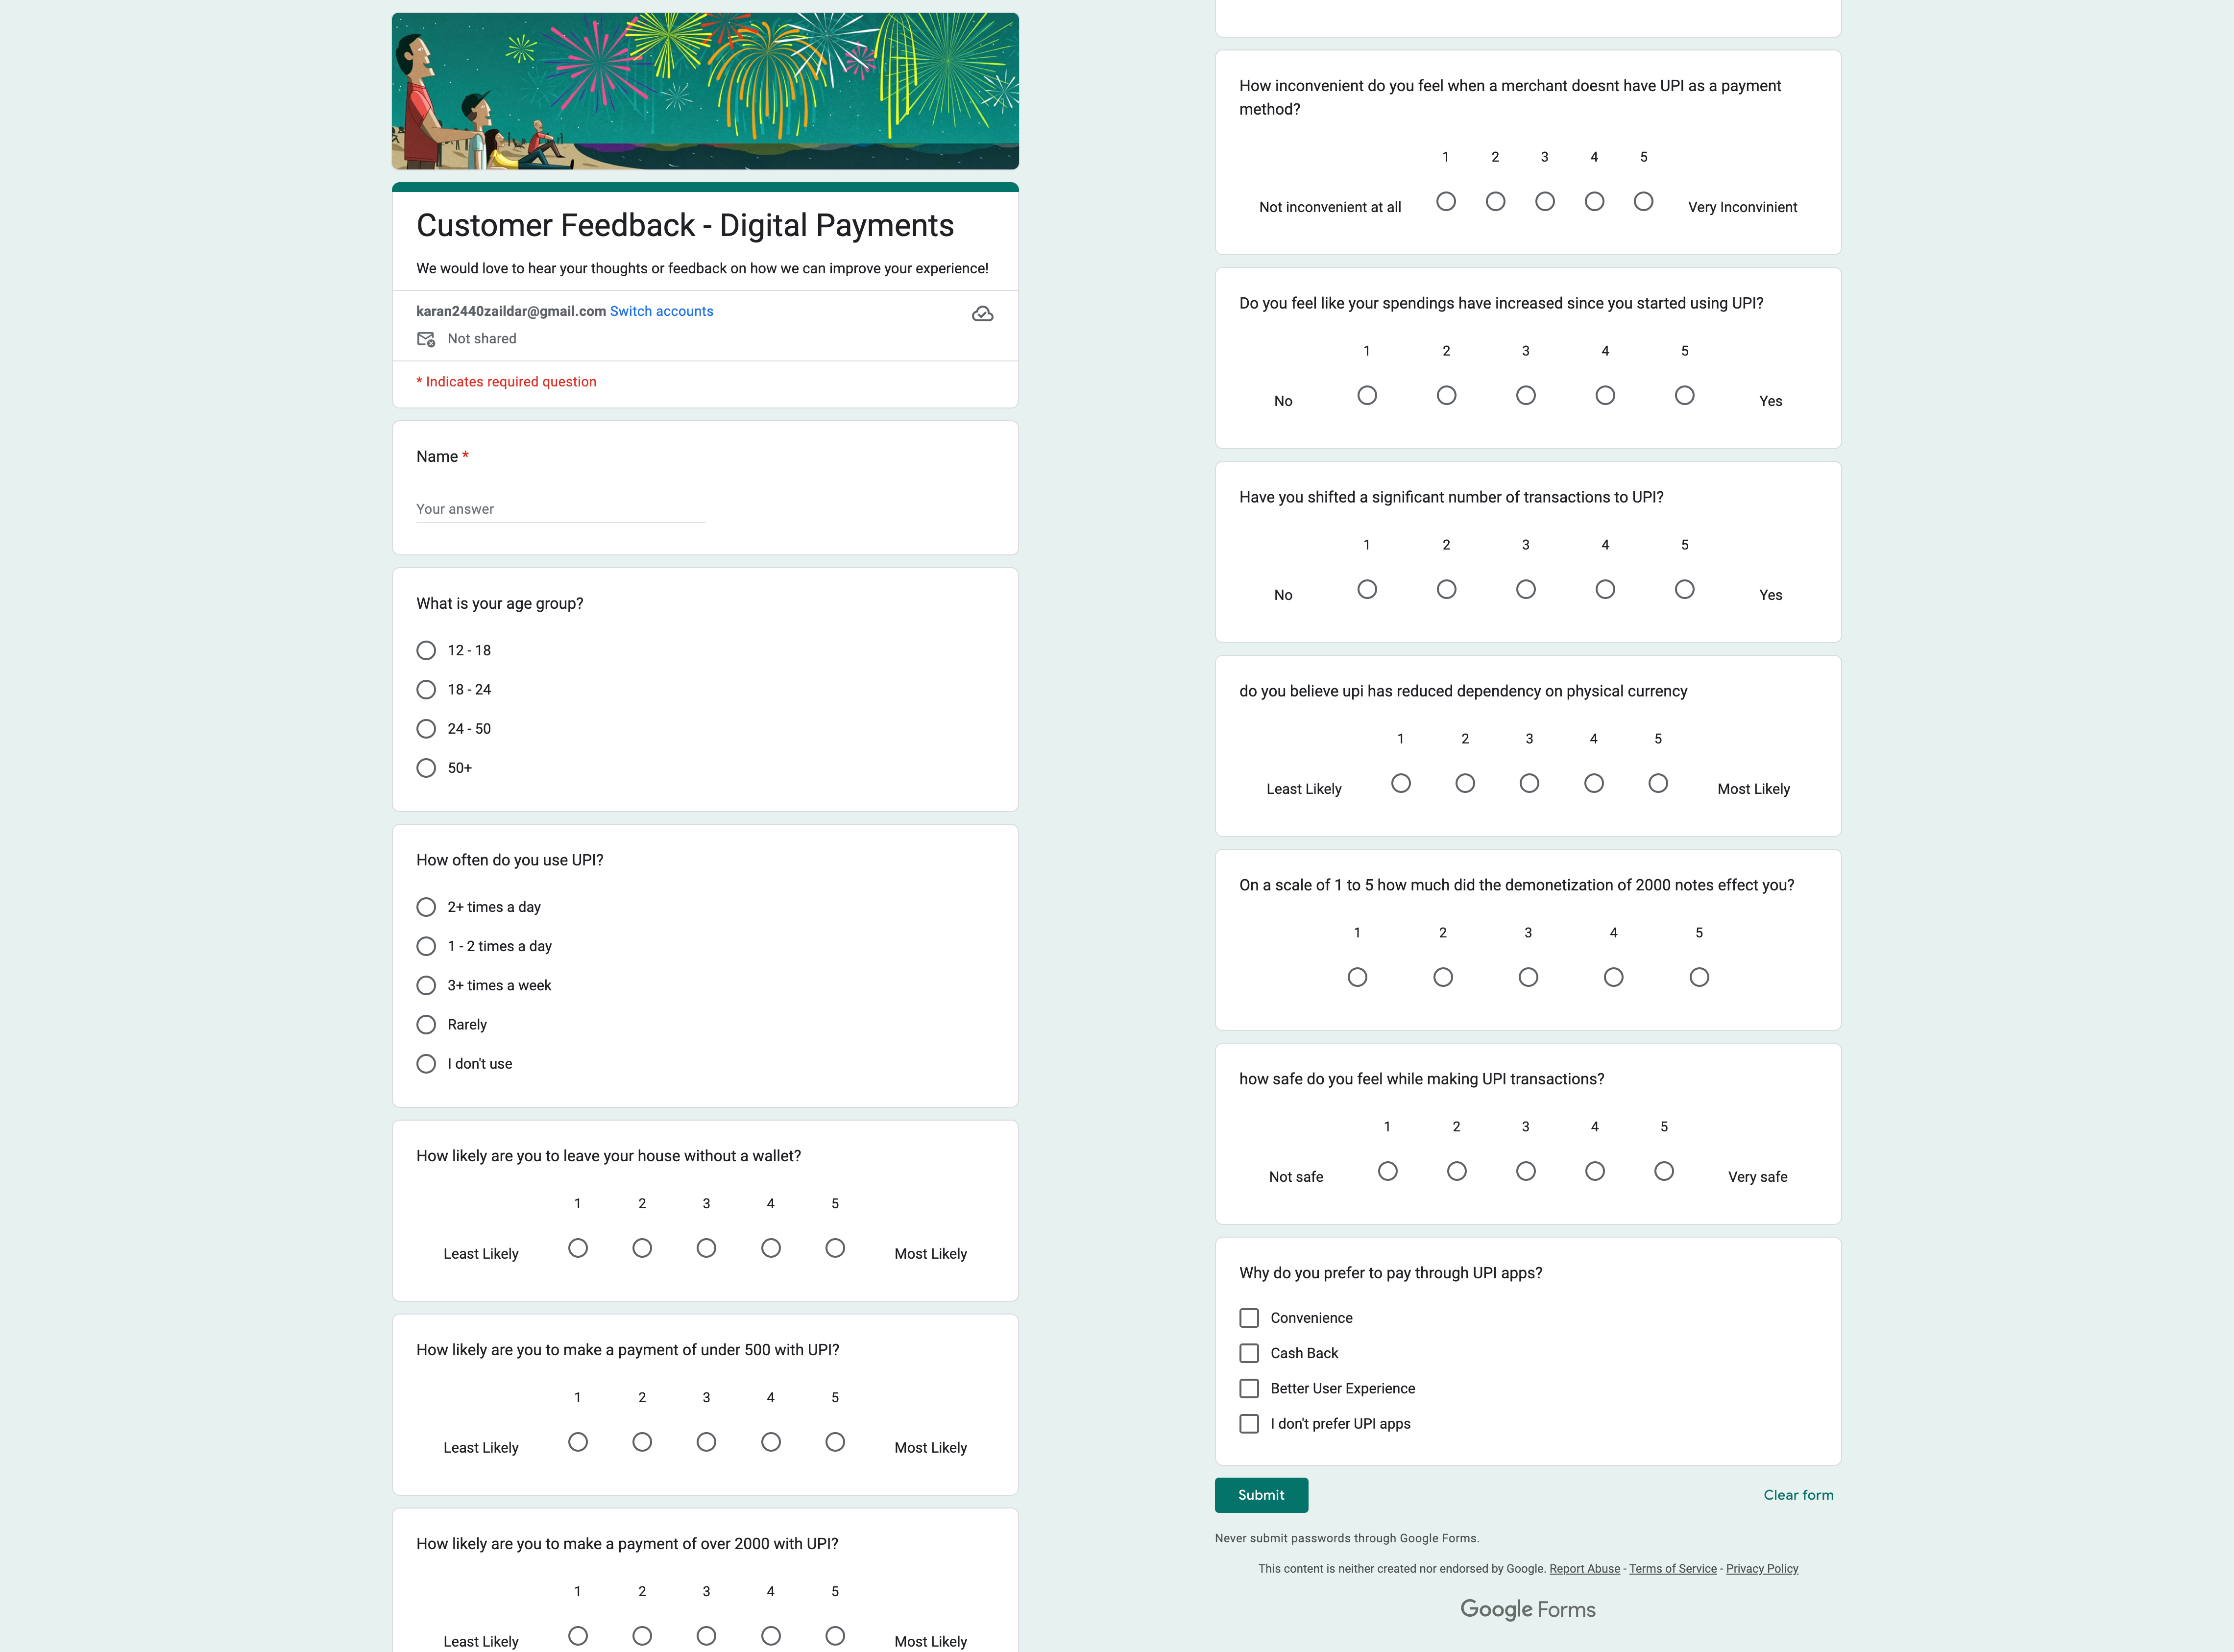 Customer Feedback - Digital Payments
We would love to hear your thoughts or feedback on how we can improve your experience!
karan2440zaildar@gmail.com Switch accounts
Not shared
* Indicates required question
Name *
Your answer
What is your age group?
12 - 18
18 - 24
24 - 50
50+
How often do you use UPI?
2+ times a day
1 - 2 times a day
3+ times a week
Rarely
I don't use
How likely are you to leave your house without a wallet?
1 2 3 4 5
Least Likely Most Likely
How likely are you to make a payment of under 500 with UPI?
1 2 3 4 5
Least Likely Most Likely
How likely are you to make a payment of over 2000 with UPI?
1 2 3 4 5
Least Likely Most Likely
How inconvenient do you feel when a merchant doesnt have UPI as a payment
method?
1 2 3 4 5
Not inconvenient at all Very Inconvinient
Do you feel like your spendings have increased since you started using UPI?
1 2 3 4 5
No Yes
Have you shifted a significant number of transactions to UPI?
1 2 3 4 5
No Yes
do you believe upi has reduced dependency on physical currency
1 2 3 4 5
Least Likely Most Likely
On a scale of 1 to 5 how much did the demonetization of 2000 notes effect you?
1 2 3 4 5
how safe do you feel while making UPI transactions?
1 2 3 4 5
Not safe Very safe
Why do you prefer to pay through UPI apps?
Convenience
Cash Back
Better User Experience
I don't prefer UPI apps
Submit Clear form
Never submit passwords through Google Forms.
This content is neither created nor endorsed by Google. Report Abuse - Terms of Service - Privacy Policy
Google Forms